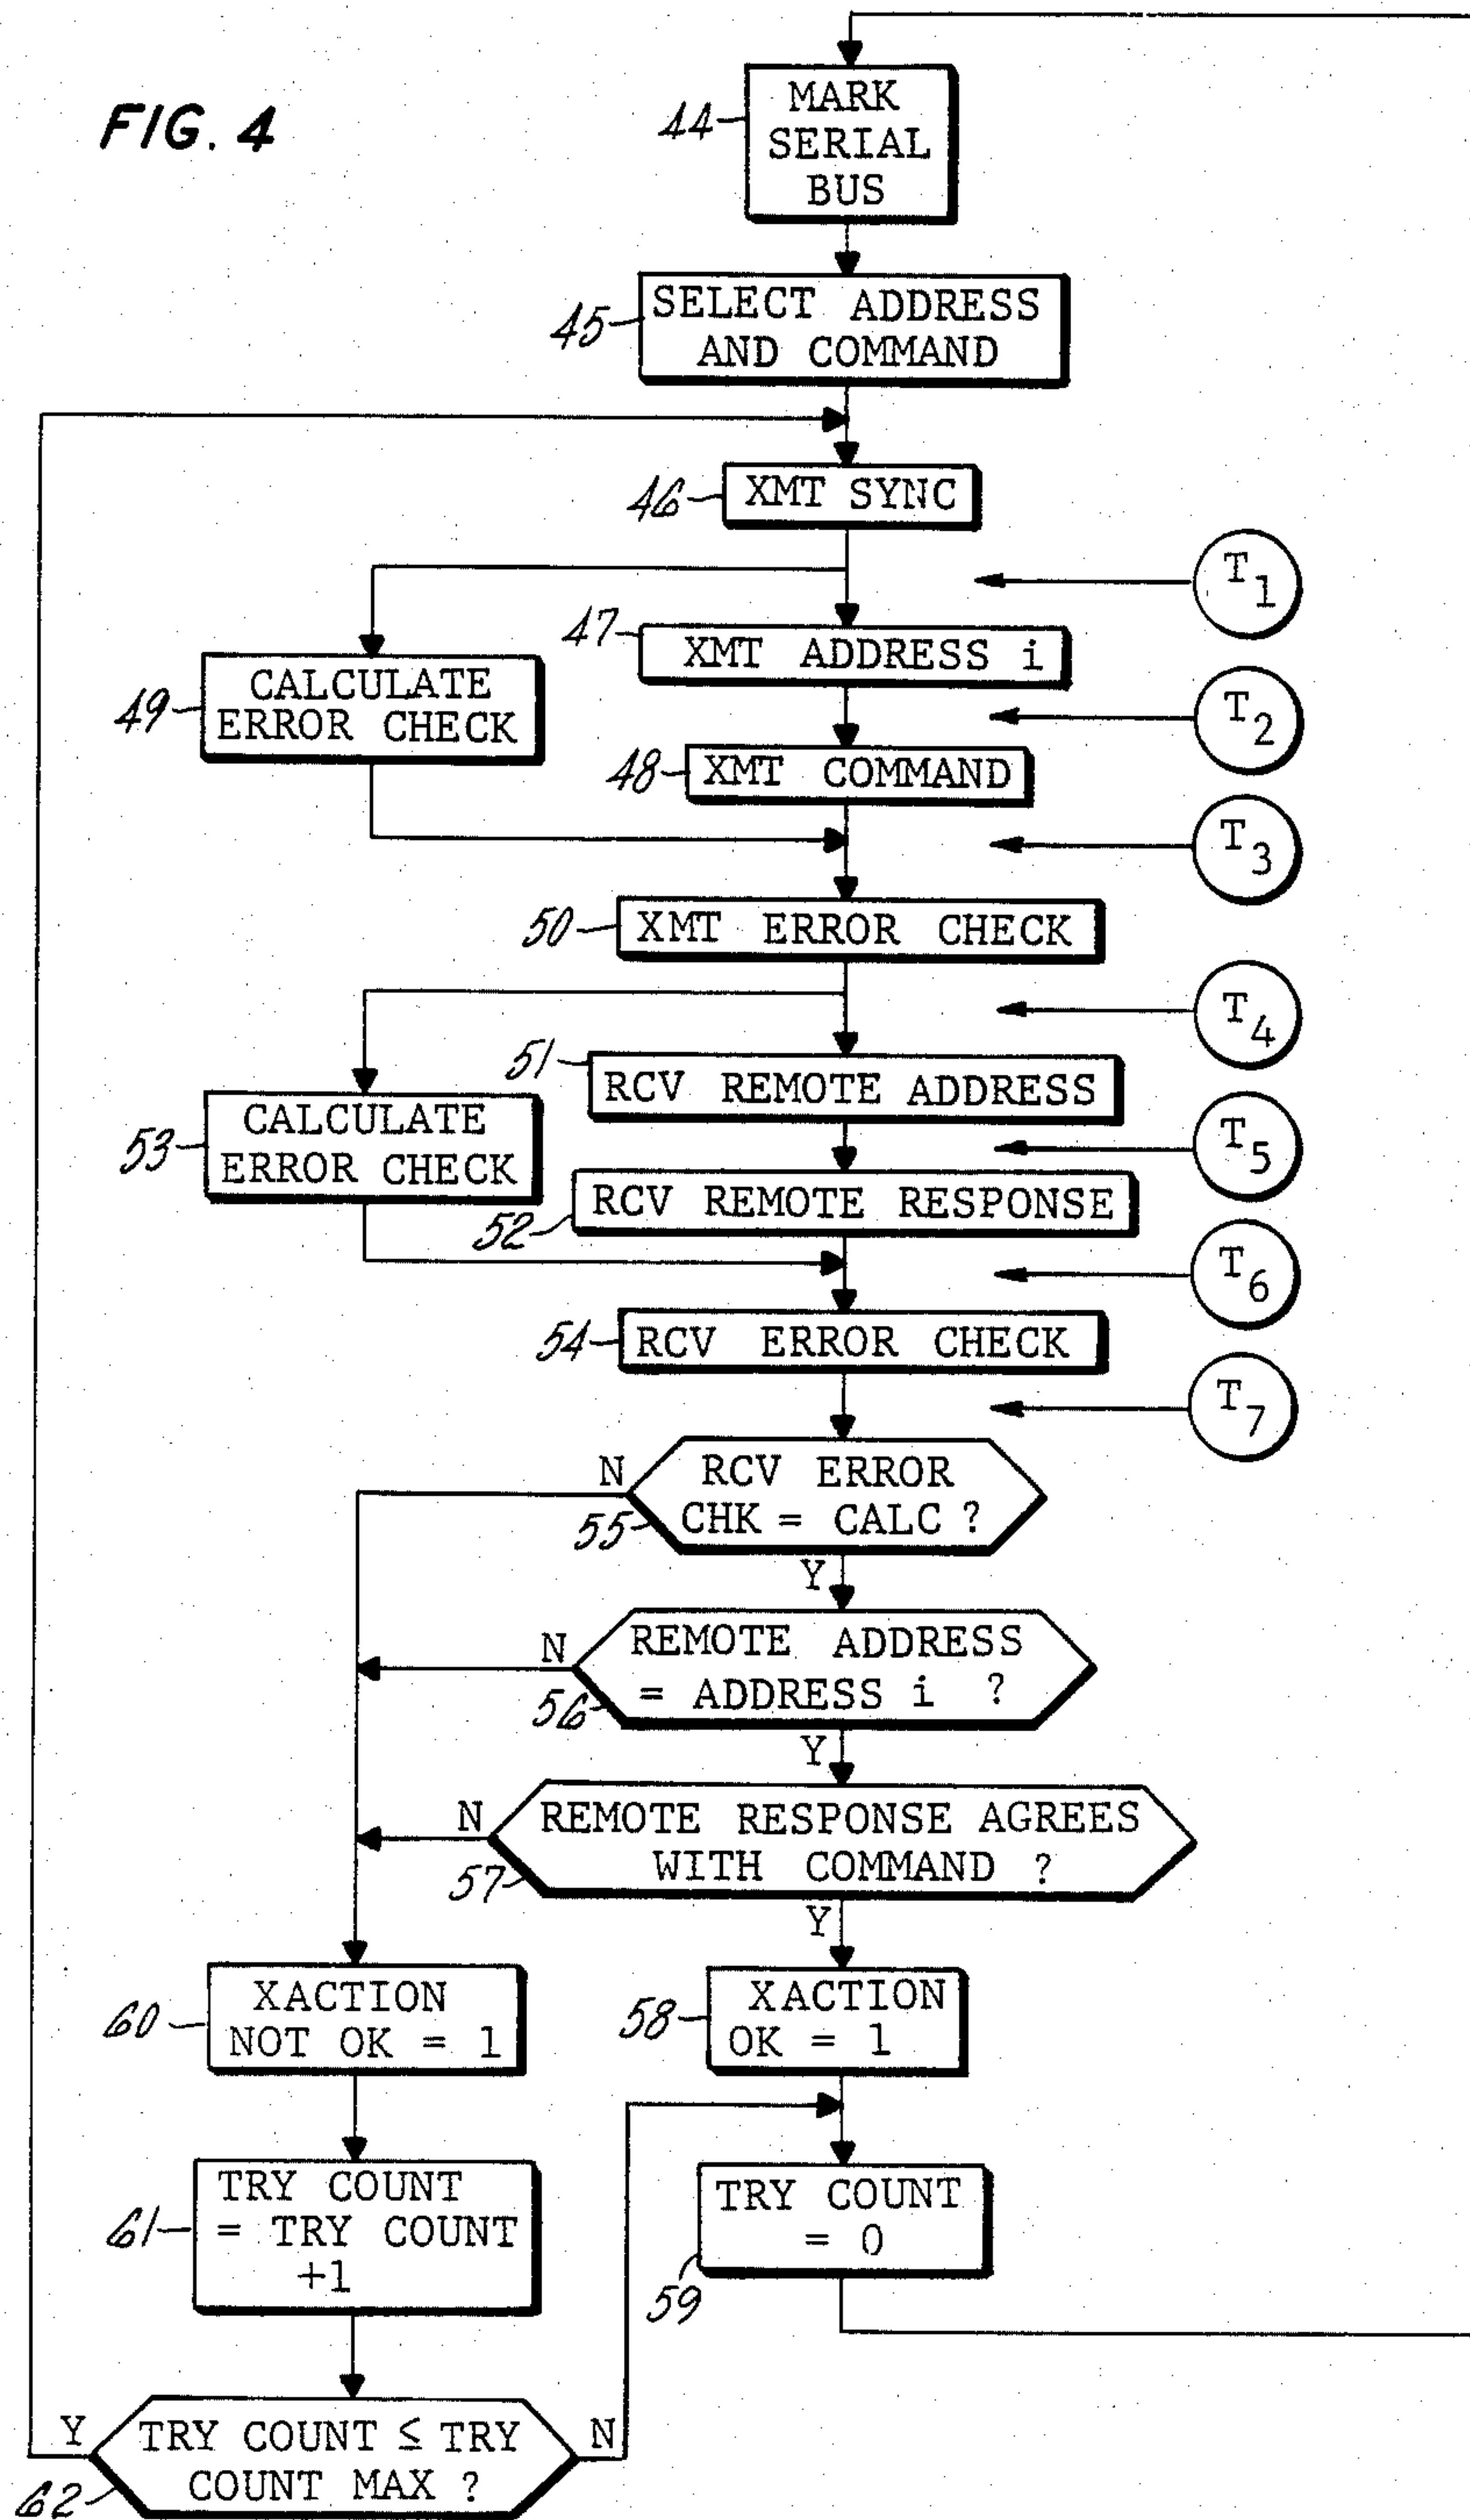 FIG. 4
44
MARK
SERIAL
BUS
45
SELECT ADDRESS
AND COMMAND
46
XMT SYNC
T1
47
XMT ADDRESS i
49
CALCULATE
ERROR CHECK
T2
48
XMT COMMAND
T3
50
XMT ERROR CHECK
T4
51
RCV REMOTE ADDRESS
53
CALCULATE
ERROR CHECK
T5
52
RCV REMOTE RESPONSE
T6
54
RCV ERROR CHECK
T7
N
RCV ERROR
CHK = CALC ?
55
Y
N
REMOTE ADDRESS
= ADDRESS i ?
56
Y
N
REMOTE RESPONSE AGREES
WITH COMMAND ?
57
Y
60
XACTION
NOT OK = 1
58
XACTION
OK = 1
61
TRY COUNT
= TRY COUNT
+1
TRY COUNT
= 0
59
Y
TRY COUNT ≤ TRY
COUNT MAX ?
N
62